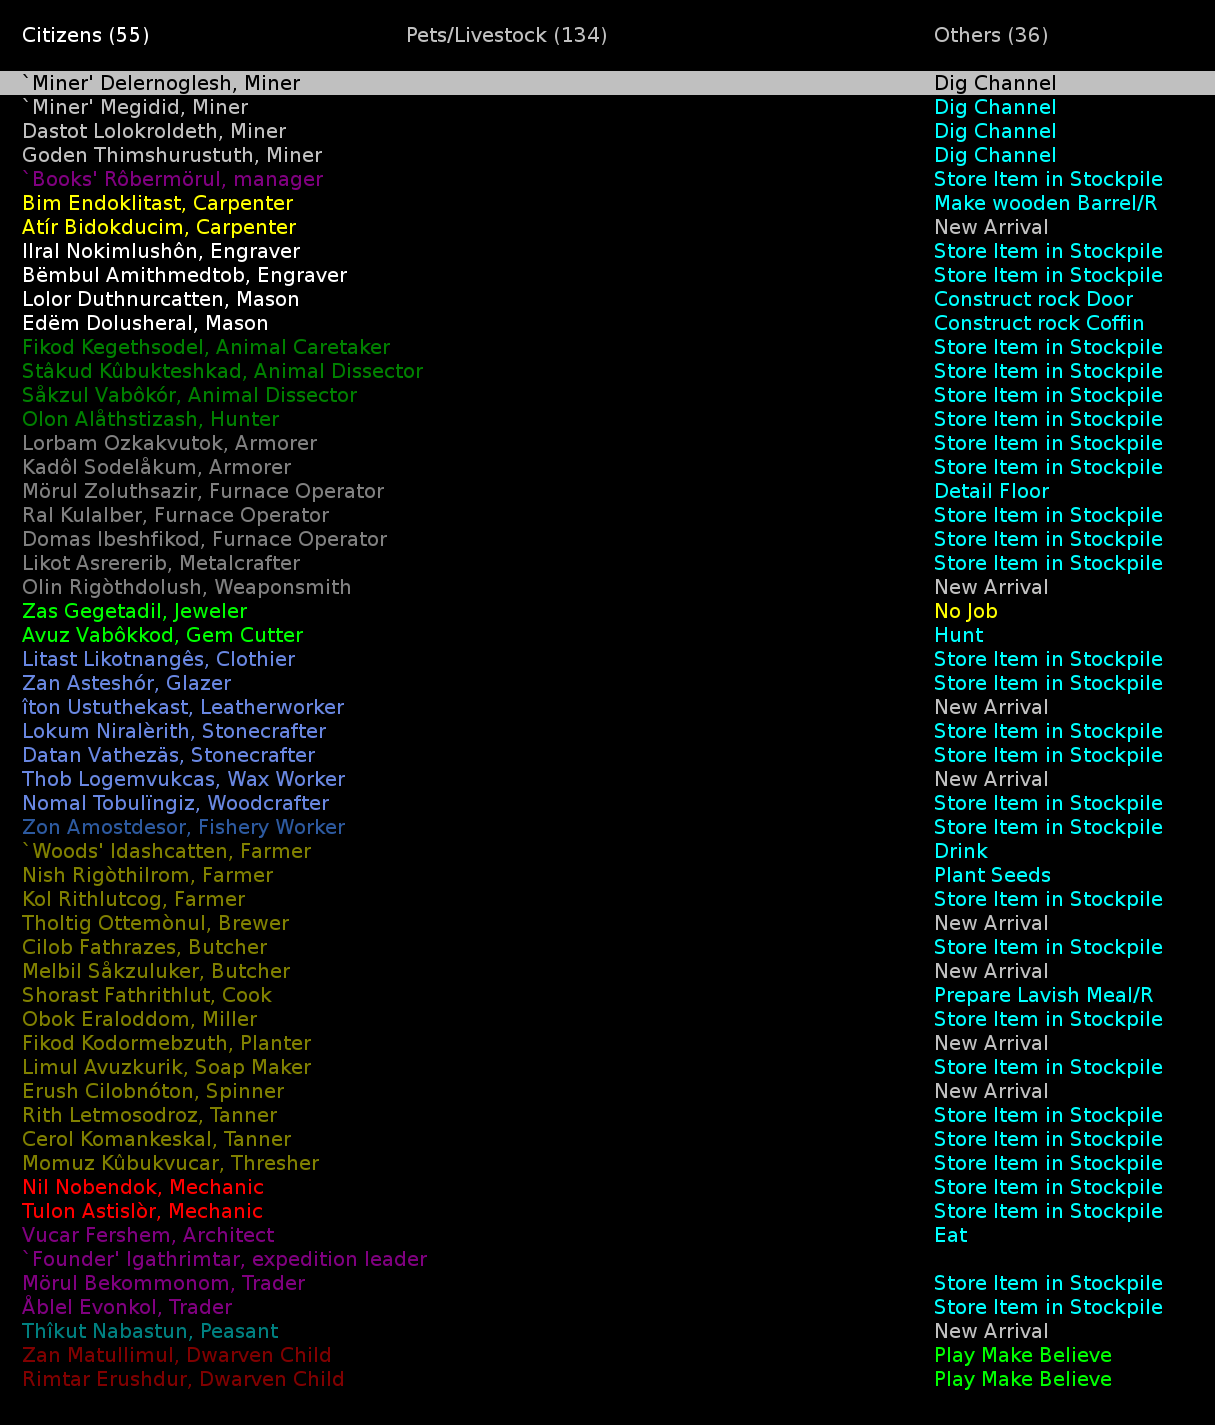 Citizens (55) Pets/Livestock (134) Others (36)
`Miner' Delernoglesh, Miner Dig Channel
`Miner' Megidid, Miner Dig Channel
Dastot Lolokroldeth, Miner Dig Channel
Goden Thimshurustuth, Miner Dig Channel
`Books' Rôbermörul, manager Store Item in Stockpile
Bim Endoklitast, Carpenter Make wooden Barrel/R
Atír Bidokducim, Carpenter New Arrival
Ilral Nokimlushôn, Engraver Store Item in Stockpile
Bëmbul Amithmedtob, Engraver Store Item in Stockpile
Lolor Duthnurcatten, Mason Construct rock Door
Edëm Dolusheral, Mason Construct rock Coffin
Fikod Kegethsodel, Animal Caretaker Store Item in Stockpile
Stâkud Kûbukteshkad, Animal Dissector Store Item in Stockpile
Såkzul Vabôkór, Animal Dissector Store Item in Stockpile
Olon Alåthstizash, Hunter Store Item in Stockpile
Lorbam Ozkakvutok, Armorer Store Item in Stockpile
Kadôl Sodelåkum, Armorer Store Item in Stockpile
Mörul Zoluthsazir, Furnace Operator Detail Floor
Ral Kulalber, Furnace Operator Store Item in Stockpile
Domas Ibeshfikod, Furnace Operator Store Item in Stockpile
Likot Asrererib, Metalcrafter Store Item in Stockpile
Olin Rigòthdolush, Weaponsmith New Arrival
Zas Gegetadil, Jeweler No Job
Avuz Vabôkkod, Gem Cutter Hunt
Litast Likotnangês, Clothier Store Item in Stockpile
Zan Asteshór, Glazer Store Item in Stockpile
îton Ustuthekast, Leatherworker New Arrival
Lokum Niralèrith, Stonecrafter Store Item in Stockpile
Datan Vathezäs, Stonecrafter Store Item in Stockpile
Thob Logemvukcas, Wax Worker New Arrival
Nomal Tobulïngiz, Woodcrafter Store Item in Stockpile
Zon Amostdesor, Fishery Worker Store Item in Stockpile
`Woods' Idashcatten, Farmer Drink
Nish Rigòthilrom, Farmer Plant Seeds
Kol Rithlutcog, Farmer Store Item in Stockpile
Tholtig Ottemònul, Brewer New Arrival
Cilob Fathrazes, Butcher Store Item in Stockpile
Melbil Såkzuluker, Butcher New Arrival
Shorast Fathrithlut, Cook Prepare Lavish Meal/R
Obok Eraloddom, Miller Store Item in Stockpile
Fikod Kodormebzuth, Planter New Arrival
Limul Avuzkurik, Soap Maker Store Item in Stockpile
Erush Cilobnóton, Spinner New Arrival
Rith Letmosodroz, Tanner Store Item in Stockpile
Cerol Komankeskal, Tanner Store Item in Stockpile
Momuz Kûbukvucar, Thresher Store Item in Stockpile
Nil Nobendok, Mechanic Store Item in Stockpile
Tulon Astislòr, Mechanic Store Item in Stockpile
Vucar Fershem, Architect Eat
`Founder' Igathrimtar, expedition leader
Mörul Bekommonom, Trader Store Item in Stockpile
Åblel Evonkol, Trader Store Item in Stockpile
Thîkut Nabastun, Peasant New Arrival
Zan Matullimul, Dwarven Child Play Make Believe
Rimtar Erushdur, Dwarven Child Play Make Believe